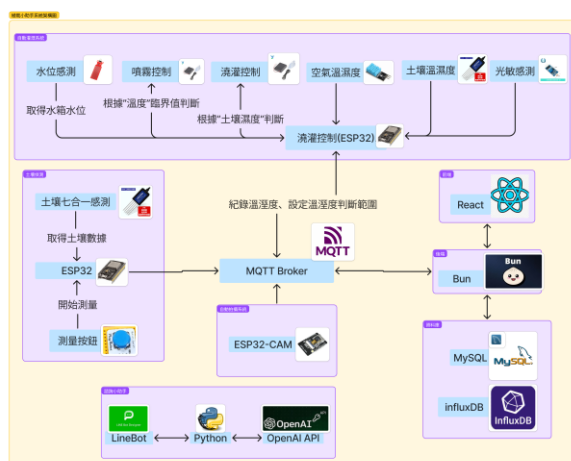 水位感測
噴霧控制
澆灌控制
空氣溫濕度
土壤溫濕度
光敏感測
取得水箱水位
根據“溫度”臨界值判斷
根據“土壤濕度”判斷
澆灌控制(ESP32)
紀錄溫溼度、設定溫溼度判斷範圍
土壤七合一感測
取得土壤數據
ESP32
開始測量
測量按鈕
MQTT
MQTT Broker
ESP32-CAM
React
Bun
Bun
MySQL
MySQL
influxDB
InfluxDB
LineBot
Python
OpenAI
OpenAI API